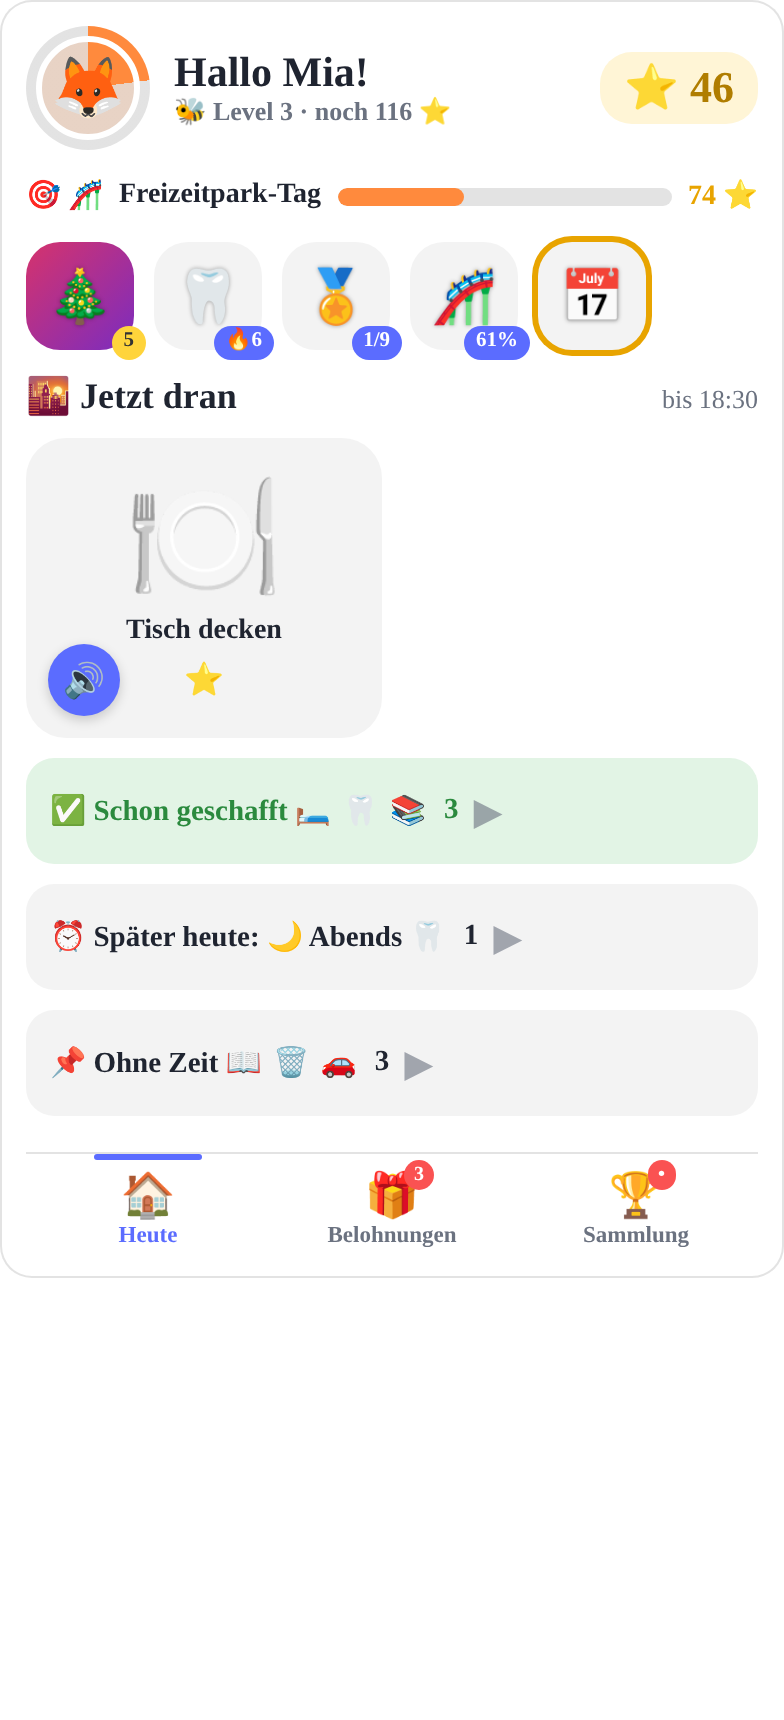 Hallo Mia!
Level 3 · noch 116
46
Freizeitpark-Tag
74
July
17
5
6
1/9
61%
Jetzt dran
bis 18:30
Tisch decken
Schon geschafft 3
Später heute: Abends 1
Ohne Zeit 3
3
Heute
Belohnungen
Sammlung